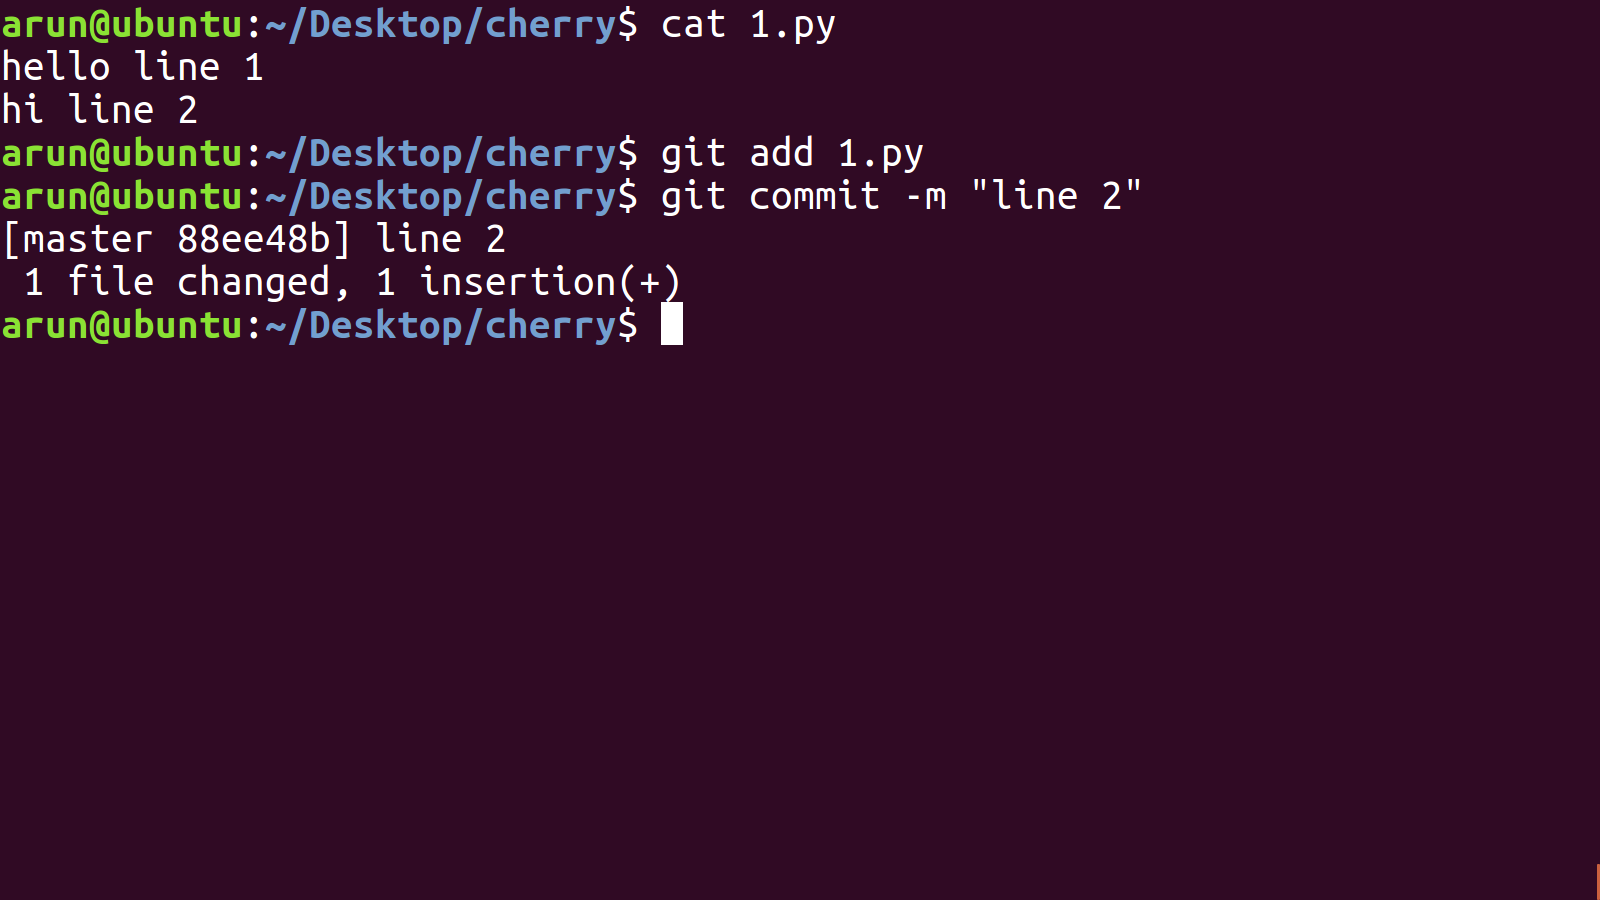 arun@ubuntu:~/Desktop/cherry$ cat 1.py
hello line 1
hi line 2
arun@ubuntu:~/Desktop/cherry$ git add 1.py
arun@ubuntu:~/Desktop/cherry$ git commit -m "line 2"
[master 88ee48b] line 2
 1 file changed, 1 insertion(+)
arun@ubuntu:~/Desktop/cherry$